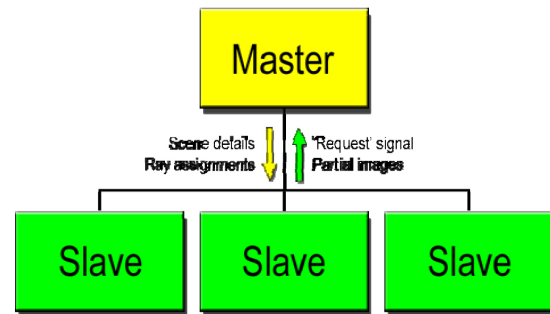 Master
Scene details
Ray assignments
'Request' signal
Partial images
Slave
Slave
Slave